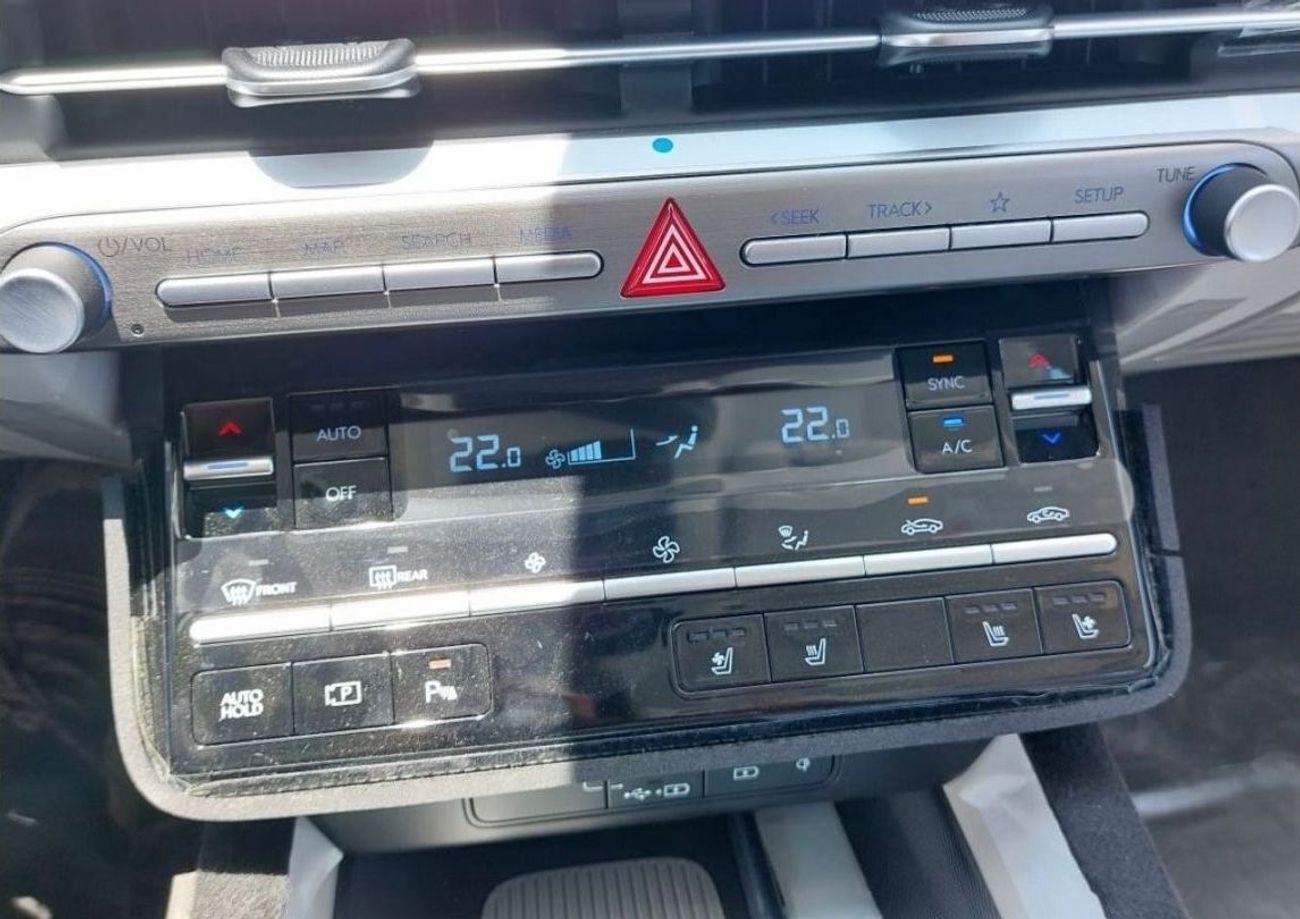 /VOL HOME MAP SEARCH MEDIA <SEEK TRACK> SETUP TUNE
AUTO 22.0 22.0 SYNC
OFF A/C
FRONT REAR
AUTO HOLD P P